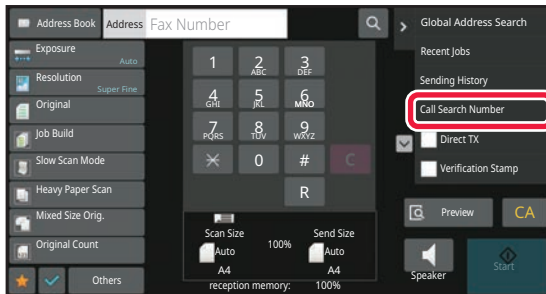 Address Book
Address
Fax Number
Global Address Search
Recent Jobs
Sending History
Call Search Number
Direct TX
Verification Stamp
Exposure
Auto
Resolution
Super Fine
Original
Job Build
Slow Scan Mode
Heavy Paper Scan
Mixed Size Orig.
Original Count
Others
1
2
ABC
3
DEF
4
GHI
5
JKL
6
MNO
7
PQRS
8
TUV
9
WXYZ
0
#
C
R
Scan Size
Auto
A4
100%
Send Size
Auto
A4
reception memory: 100%
Preview
CA
Speaker
Start